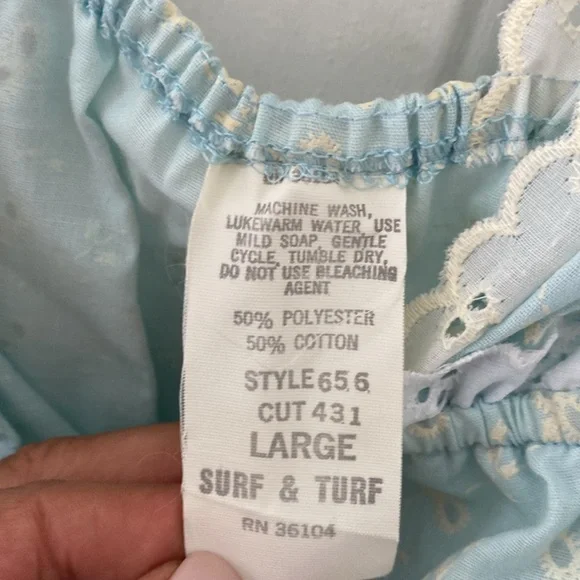 MACHINE WASH,
LUKEWARM WATER, USE
MILD SOAP, GENTLE
CYCLE, TUMBLE DRY,
DO NOT USE BLEACHING
AGENT
50% POLYESTER
50% COTTON
STYLE 656
CUT 431
LARGE
SURF & TURF
RN 36104